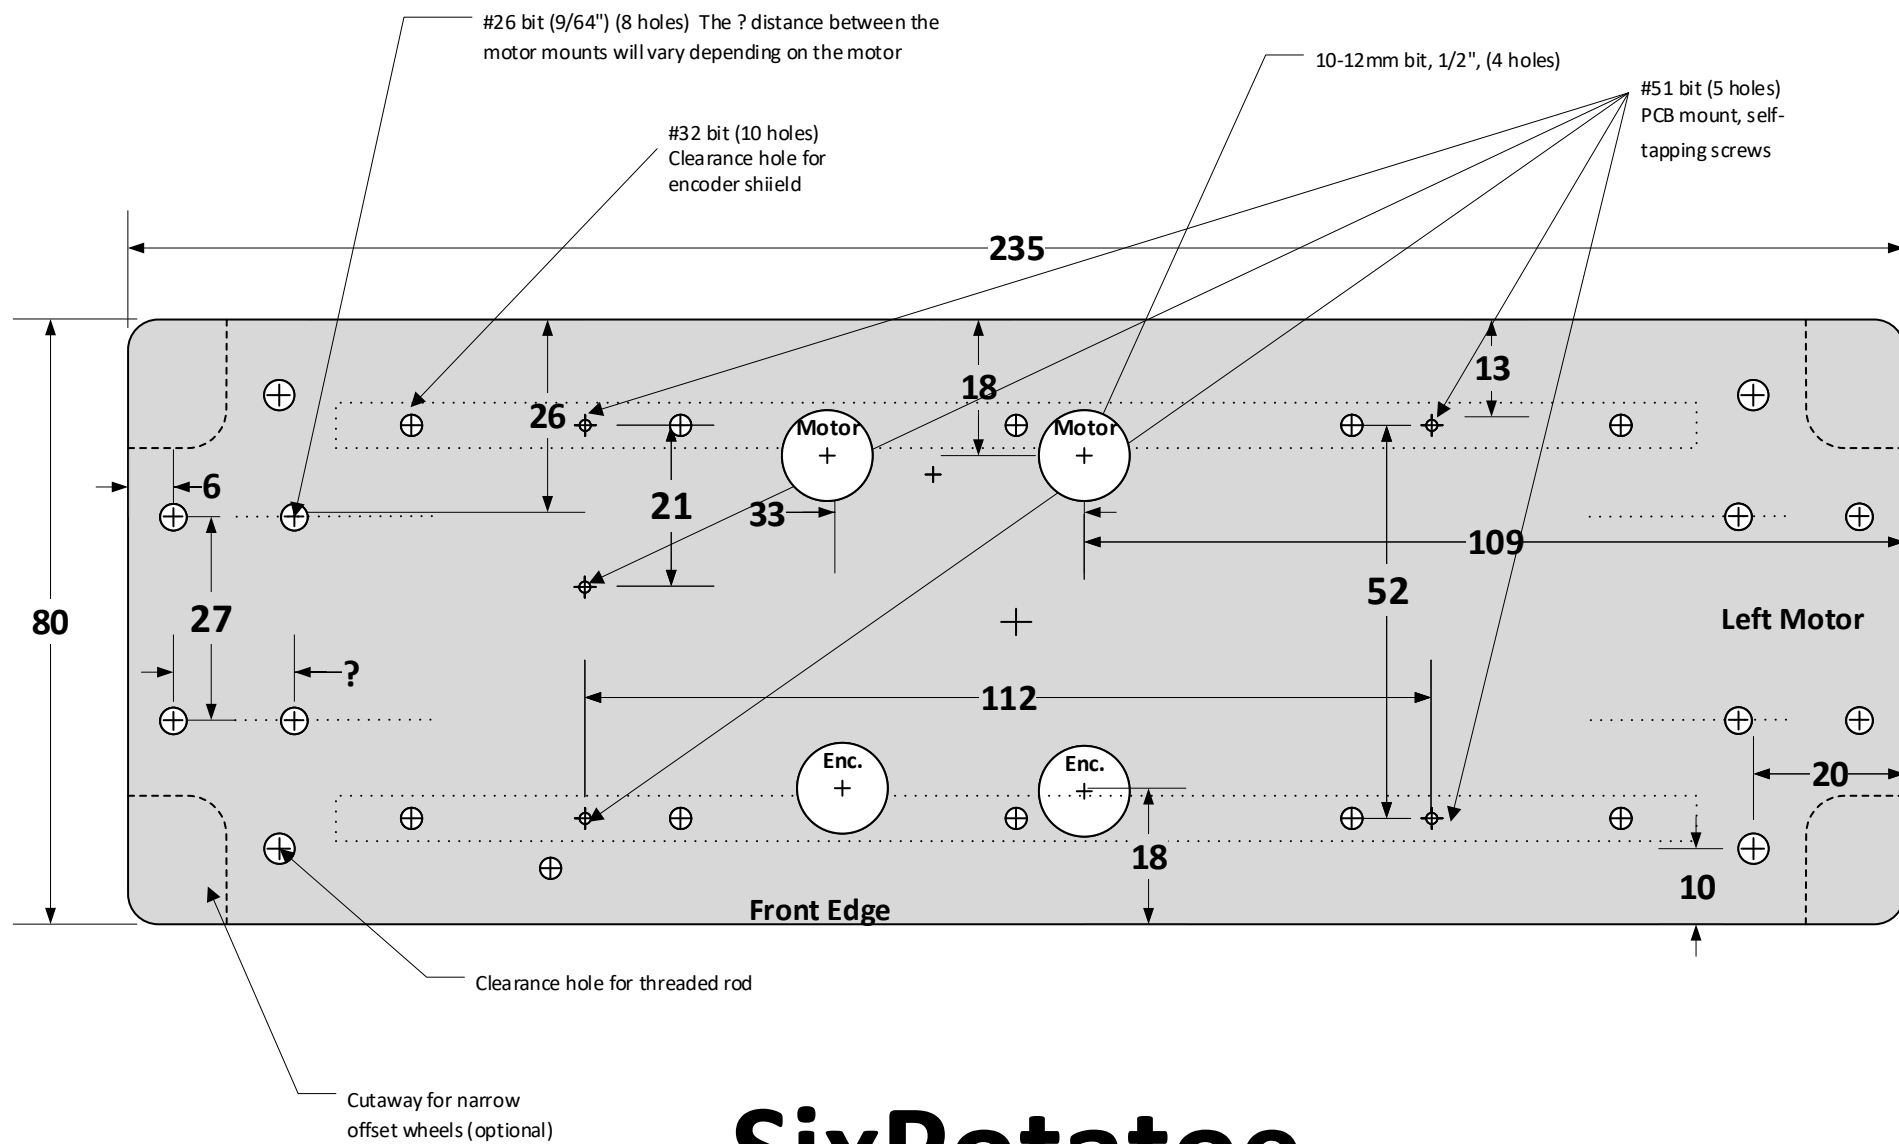 #26 bit (9/64") (8 holes)  The ? distance between the
motor mounts will vary depending on the motor
10-12mm bit, 1/2", (4 holes)
#51 bit (5 holes)
PCB mount, self-
tapping screws
#32 bit (10 holes)
Clearance hole for
encoder shiield
235
13
18
26
Motor
Motor
6
21
33
109
52
80
27
Left Motor
?
112
Enc.
Enc.
20
18
10
Front Edge
Clearance hole for threaded rod
Cutaway for narrow
offset wheels (optional)